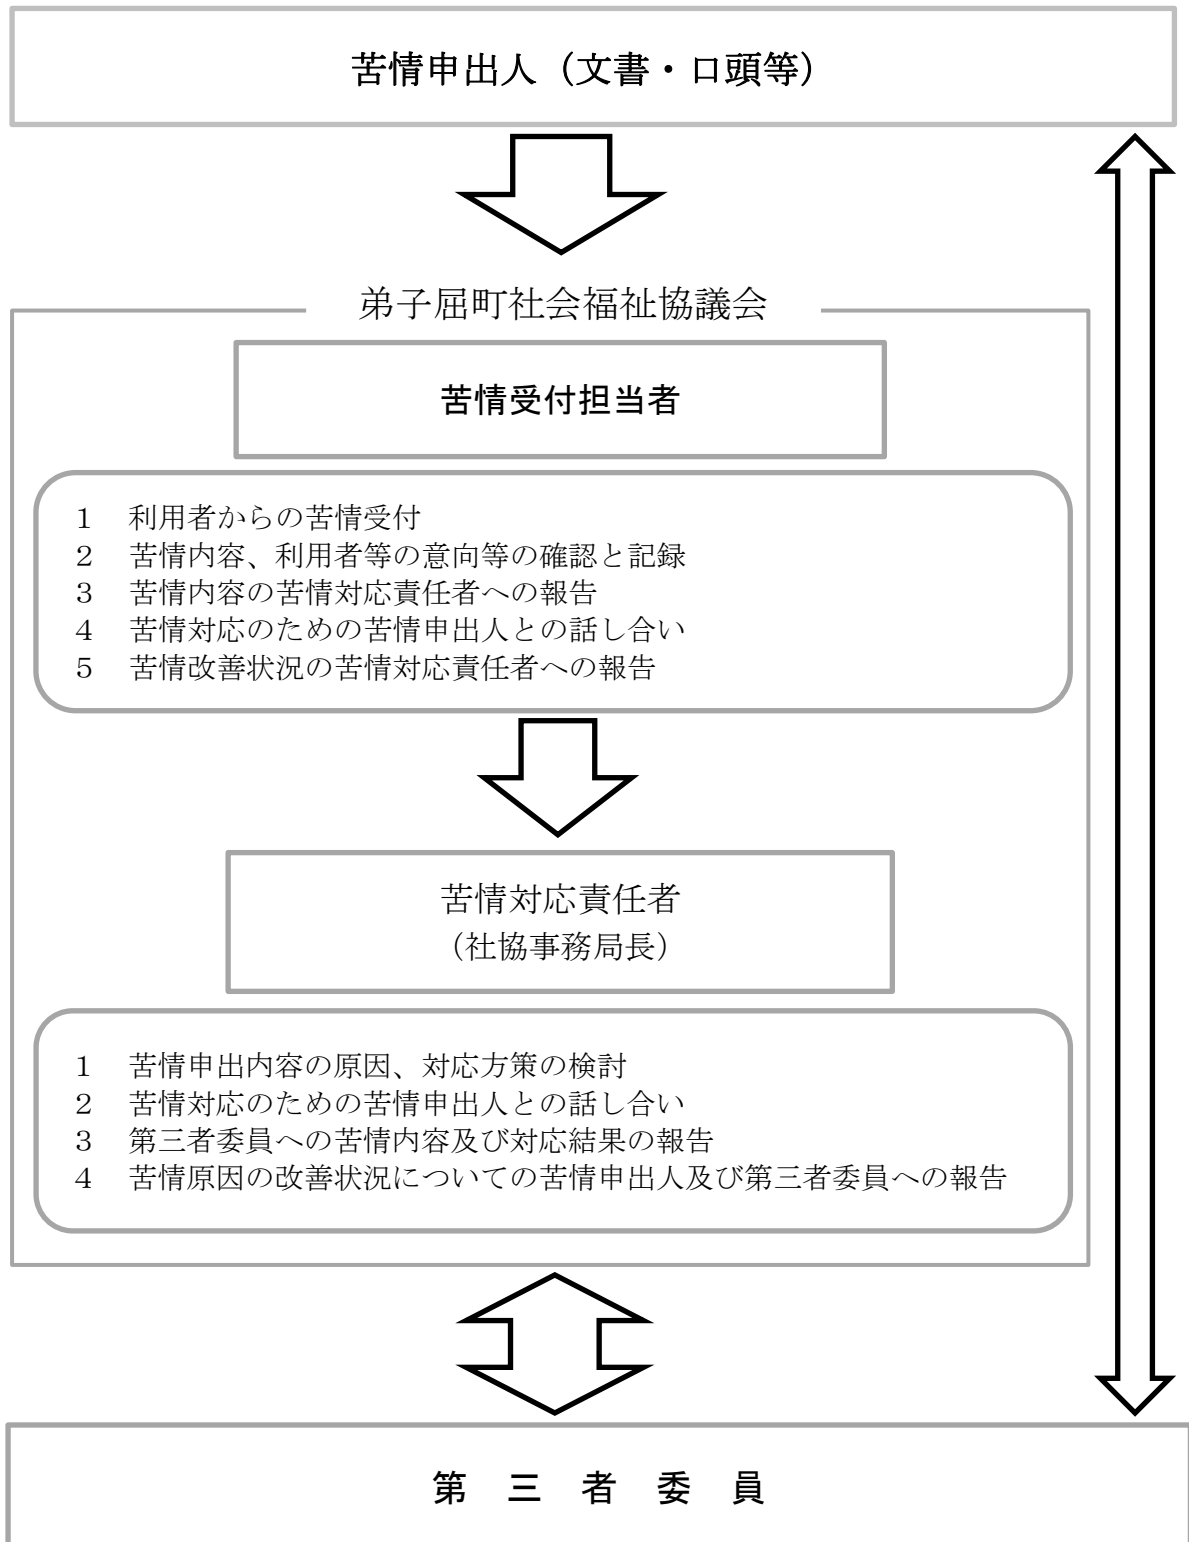 苦情申出人（文書・口頭等）
弟子屈町社会福祉協議会
苦情受付担当者
１　利用者からの苦情受付
２　苦情内容、利用者等の意向等の確認と記録
３　苦情内容の苦情対応責任者への報告
４　苦情対応のための苦情申出人との話し合い
５　苦情改善状況の苦情対応責任者への報告
苦情対応責任者
（社協事務局長）
１　苦情申出内容の原因、対応方策の検討
２　苦情対応のための苦情申出人との話し合い
３　第三者委員への苦情内容及び対応結果の報告
４　苦情原因の改善状況についての苦情申出人及び第三者委員への報告
第　三　者　委　員